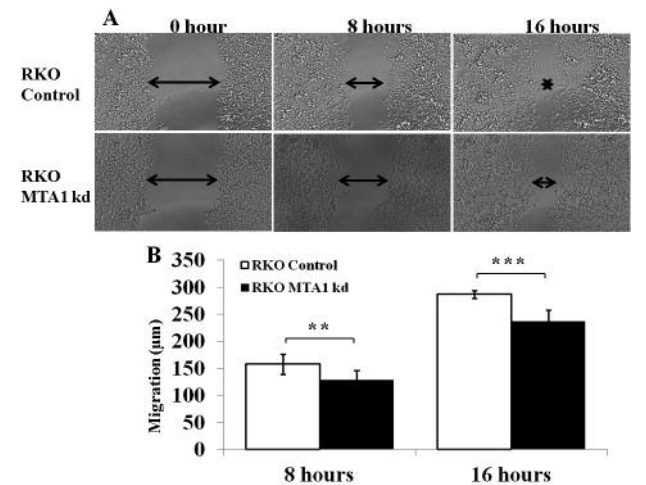 A
0 hour 8 hours 16 hours
RKO
Control
RKO
MTA1 kd
B
350
300
250
200
150
100
50
0
Migration (μm)
RKO Control
RKO MTA1 kd
**
***
8 hours 16 hours